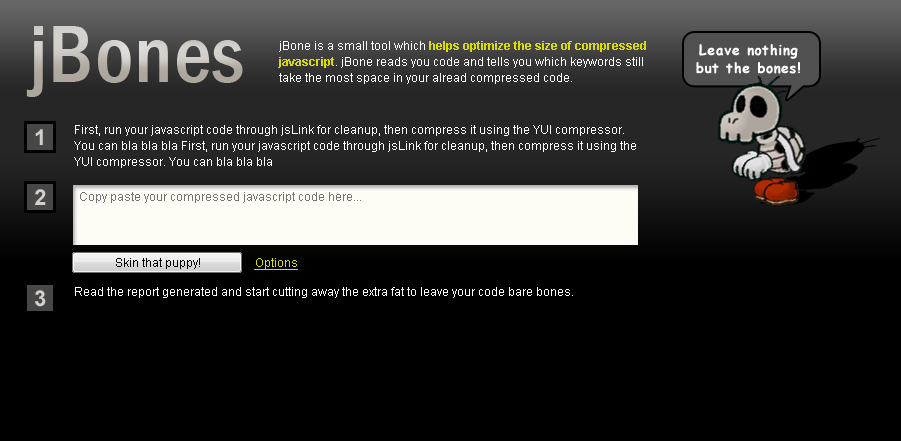 jBones
jBone is a small tool which helps optimize the size of compressed
javascript. jBone reads you code and tells you which keywords still
take the most space in your alread compressed code.
Leave nothing
but the bones!
1
First, run your javascript code through jsLink for cleanup, then compress it using the YUI compressor.
You can bla bla bla First, run your javascript code through jsLink for cleanup, then compress it using the
YUI compressor. You can bla bla bla
2
Copy paste your compressed javascript code here...
Skin that puppy!
Options
3
Read the report generated and start cutting away the extra fat to leave your code bare bones.